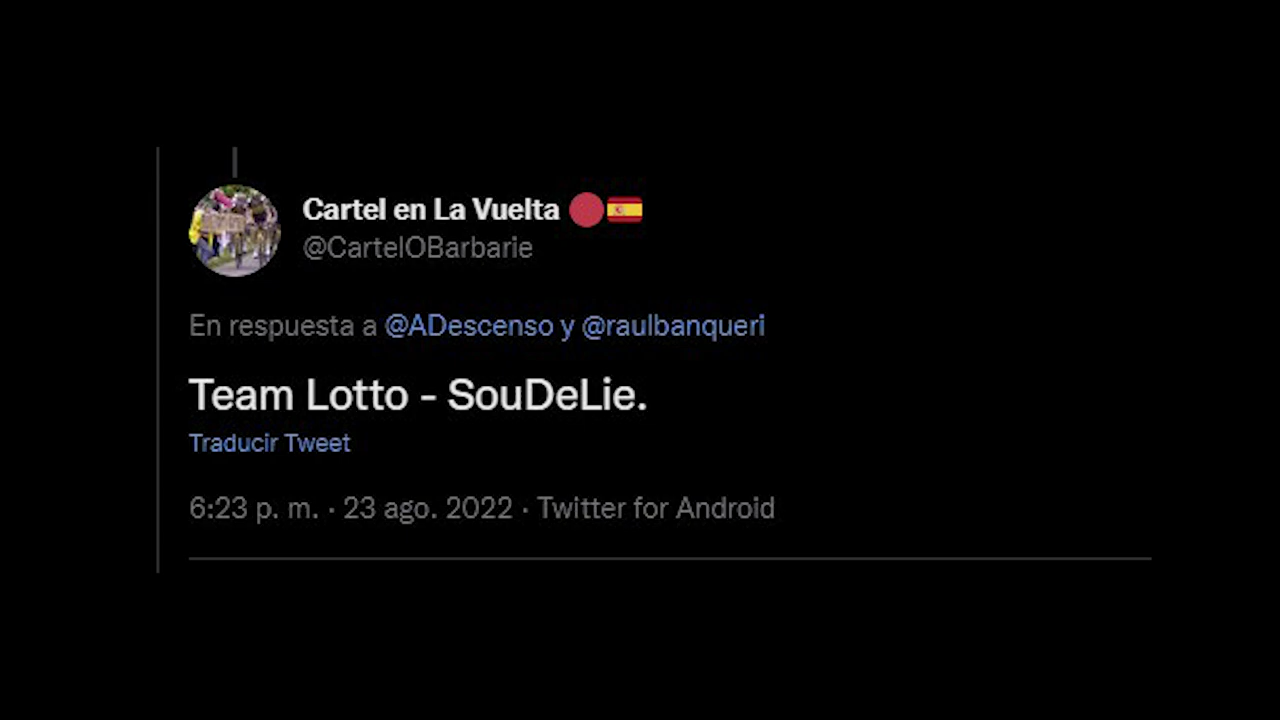 Cartel en La Vuelta 🔴🇪🇸
@CartelOBarbarie
En respuesta a @ADescenso y @raulbanqueri
Team Lotto - SouDeLie.
Traducir Tweet
6:23 p. m. · 23 ago. 2022 · Twitter for Android